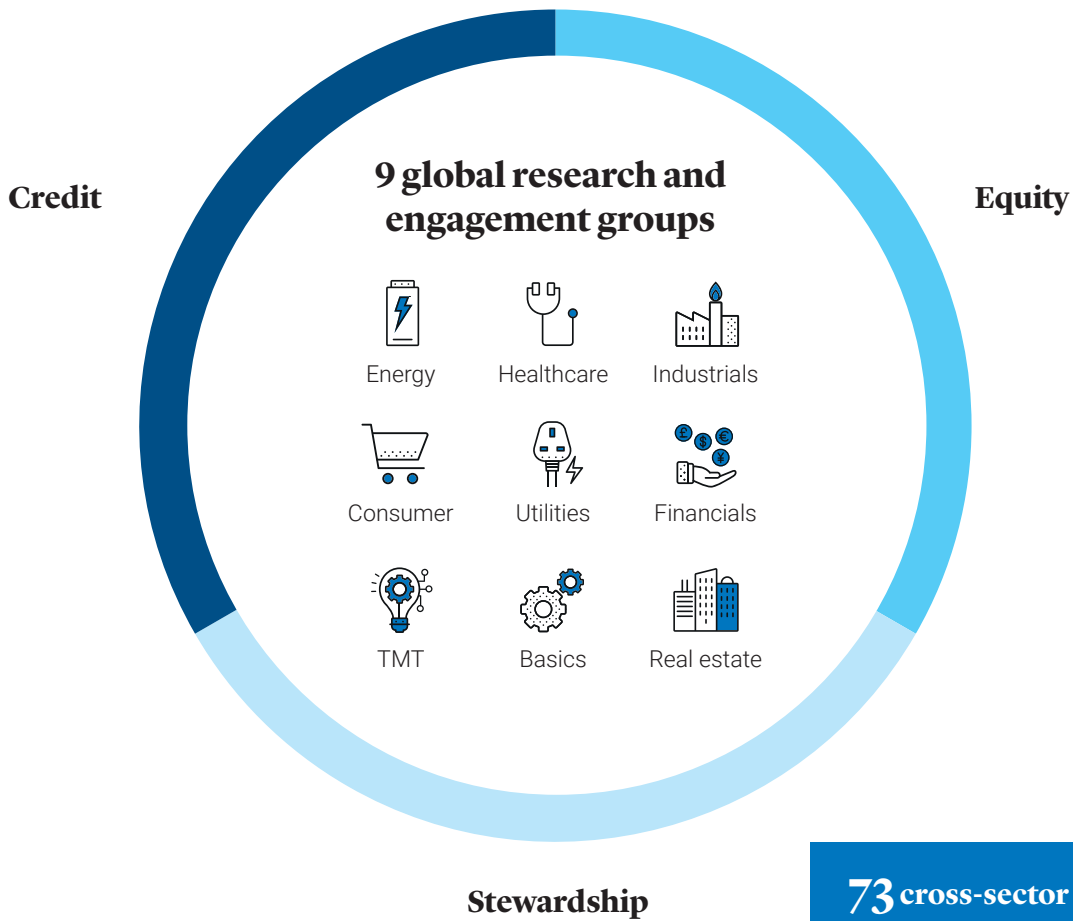 9 global research and
engagement groups
Credit
Equity
Energy
Healthcare
Industrials
£
$
€
¥
Consumer
Utilities
Financials
TMT
Basics
Real estate
Stewardship
73 cross-sector